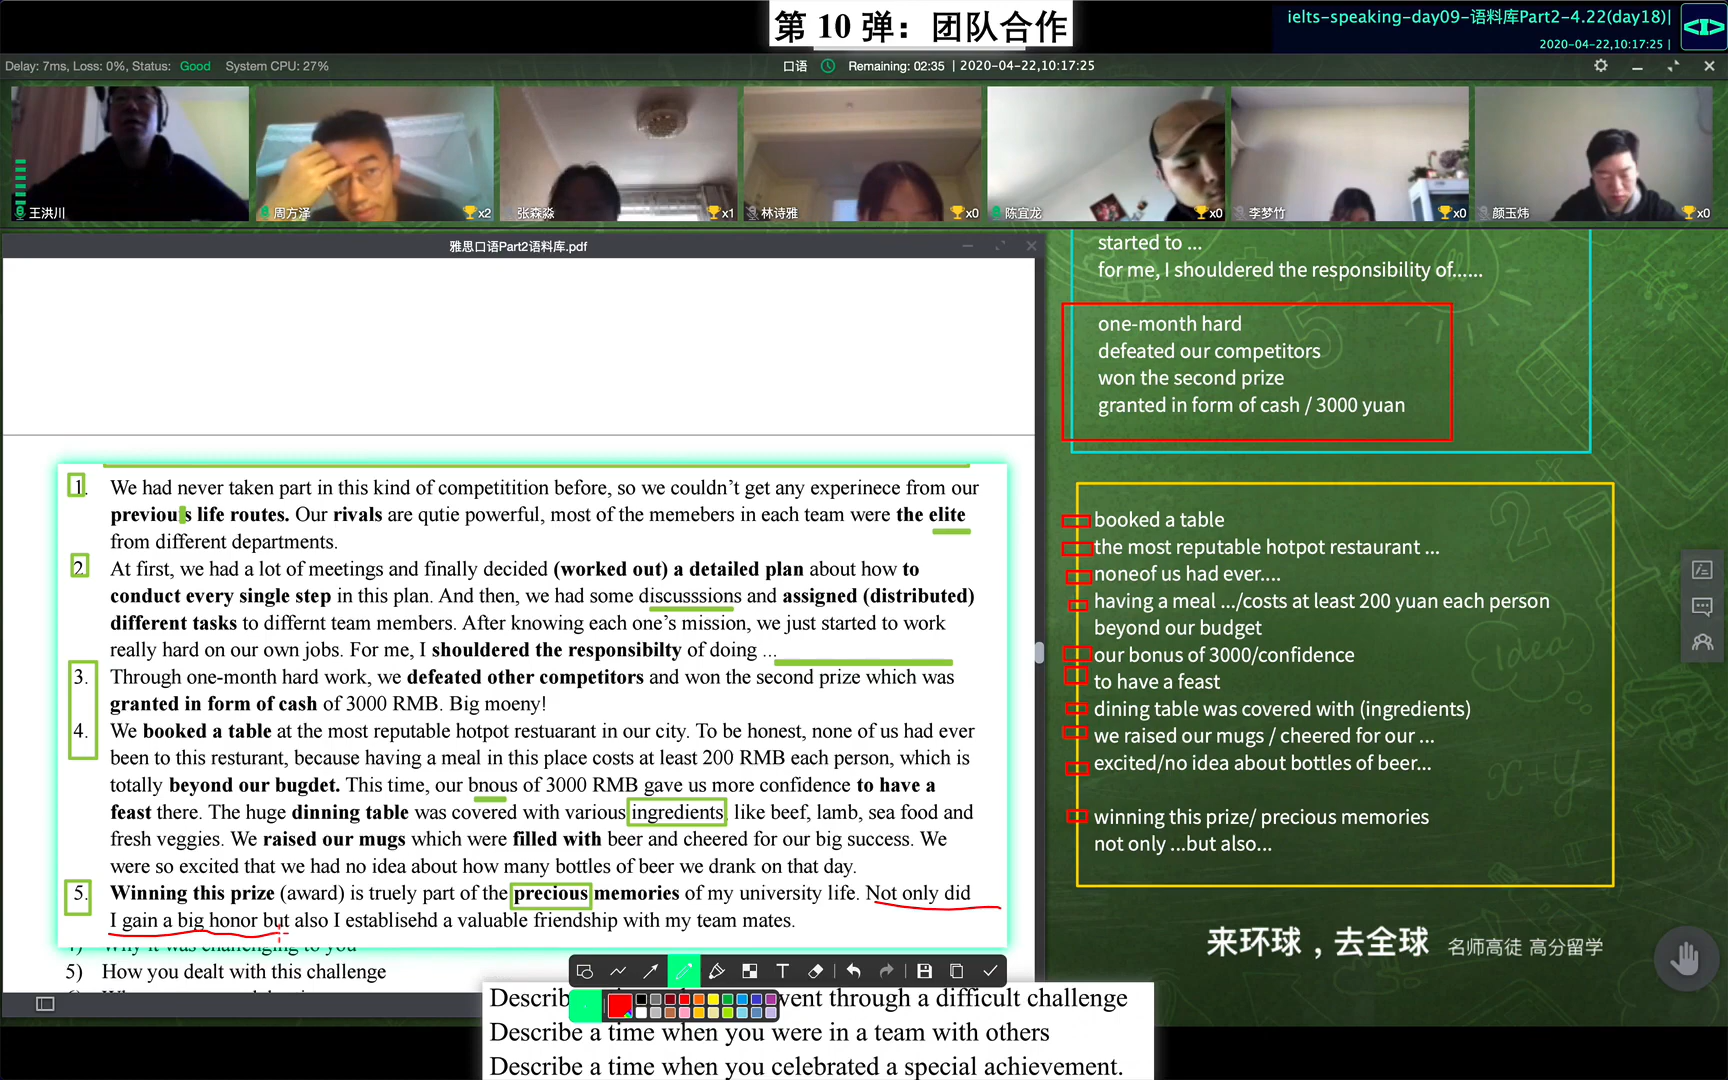 第 10 弹：团队合作
ielts-speaking-day09-语料库Part2-4.22(day18)|
2020-04-22,10:17:25 |
Delay: 7ms, Loss: 0%, Status: Good System CPU: 27%
口语 Remaining: 02:35 | 2020-04-22,10:17:25
王洪川
周方泽 x2
张森淼 x1
林诗雅 x0
陈宜龙 x0
李梦竹 x0
颜玉炜 x0
雅思口语Part2语料库.pdf
1. We had never taken part in this kind of competitition before, so we couldn't get any experinece from our
previous life routes. Our rivals are qutie powerful, most of the memebers in each team were the elite
from different departments.
2. At first, we had a lot of meetings and finally decided (worked out) a detailed plan about how to
conduct every single step in this plan. And then, we had some discusssions and assigned (distributed)
different tasks to differnt team members. After knowing each one's mission, we just started to work
really hard on our own jobs. For me, I shouldered the responsibilty of doing ...
3. Through one-month hard work, we defeated other competitors and won the second prize which was
granted in form of cash of 3000 RMB. Big moeny!
4. We booked a table at the most reputable hotpot restuarant in our city. To be honest, none of us had ever
been to this resturant, because having a meal in this place costs at least 200 RMB each person, which is
totally beyond our bugdet. This time, our bnous of 3000 RMB gave us more confidence to have a
feast there. The huge dinning table was covered with various ingredients, like beef, lamb, sea food and
fresh veggies. We raised our mugs which were filled with beer and cheered for our big success. We
were so excited that we had no idea about how many bottles of beer we drank on that day.
5. Winning this prize (award) is truely part of the precious memories of my university life. Not only did
I gain a big honor but also I establisehd a valuable friendship with my team mates.
4) Why it was challenging to you
5) How you dealt with this challenge
started to ...
for me, I shouldered the responsibility of......
one-month hard
defeated our competitors
won the second prize
granted in form of cash / 3000 yuan
booked a table
the most reputable hotpot restaurant ...
noneof us had ever....
having a meal .../costs at least 200 yuan each person
beyond our budget
our bonus of 3000/confidence
to have a feast
dining table was covered with (ingredients)
we raised our mugs / cheered for our ...
excited/no idea about bottles of beer...
winning this prize/ precious memories
not only ...but also...
来环球，去全球 名师高徒 高分留学
Describ vent through a difficult challenge
Describe a time when you were in a team with others
Describe a time when you celebrated a special achievement.